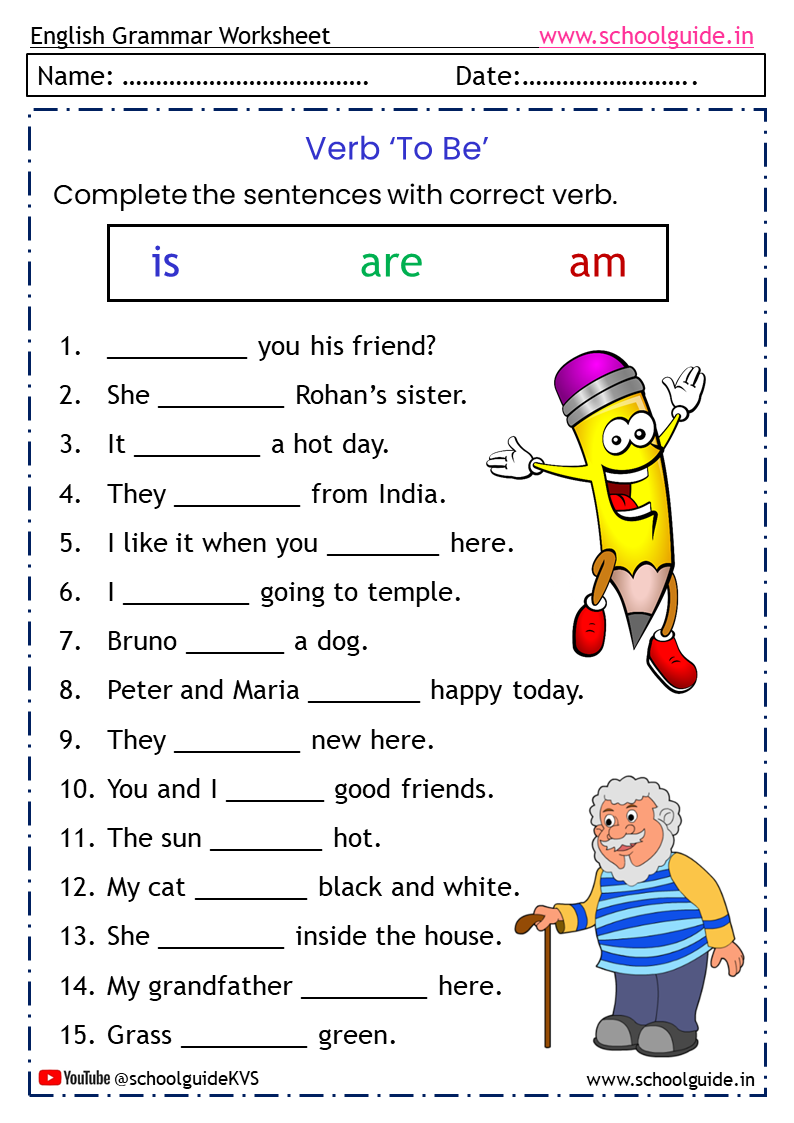 English Grammar Worksheet www.schoolguide.in
Name: ………………………………. Date:……………………..
Verb ‘To Be’
Complete the sentences with correct verb.
is are am
1. __________ you his friend?
2. She _________ Rohan’s sister.
3. It _________ a hot day.
4. They _________ from India.
5. I like it when you ________ here.
6. I _________ going to temple.
7. Bruno _______ a dog.
8. Peter and Maria ________ happy today.
9. They _________ new here.
10. You and I _______ good friends.
11. The sun ________ hot.
12. My cat ________ black and white.
13. She _________ inside the house.
14. My grandfather _________ here.
15. Grass _________ green.
YouTube @schoolguideKVS www.schoolguide.in